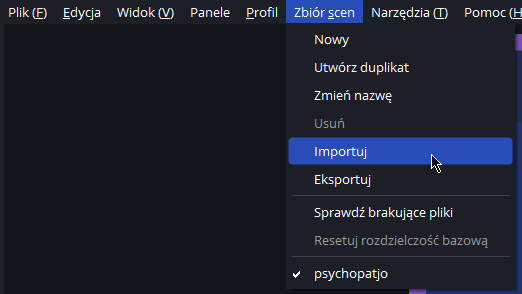 Plik (F) Edycja Widok (V) Panele Profil Zbiór scen Narzędzia (T) Pomoc (H
Nowy
Utwórz duplikat
Zmień nazwę
Usuń
Importuj
Eksportuj
Sprawdź brakujące pliki
Resetuj rozdzielczość bazową
psychopatjo